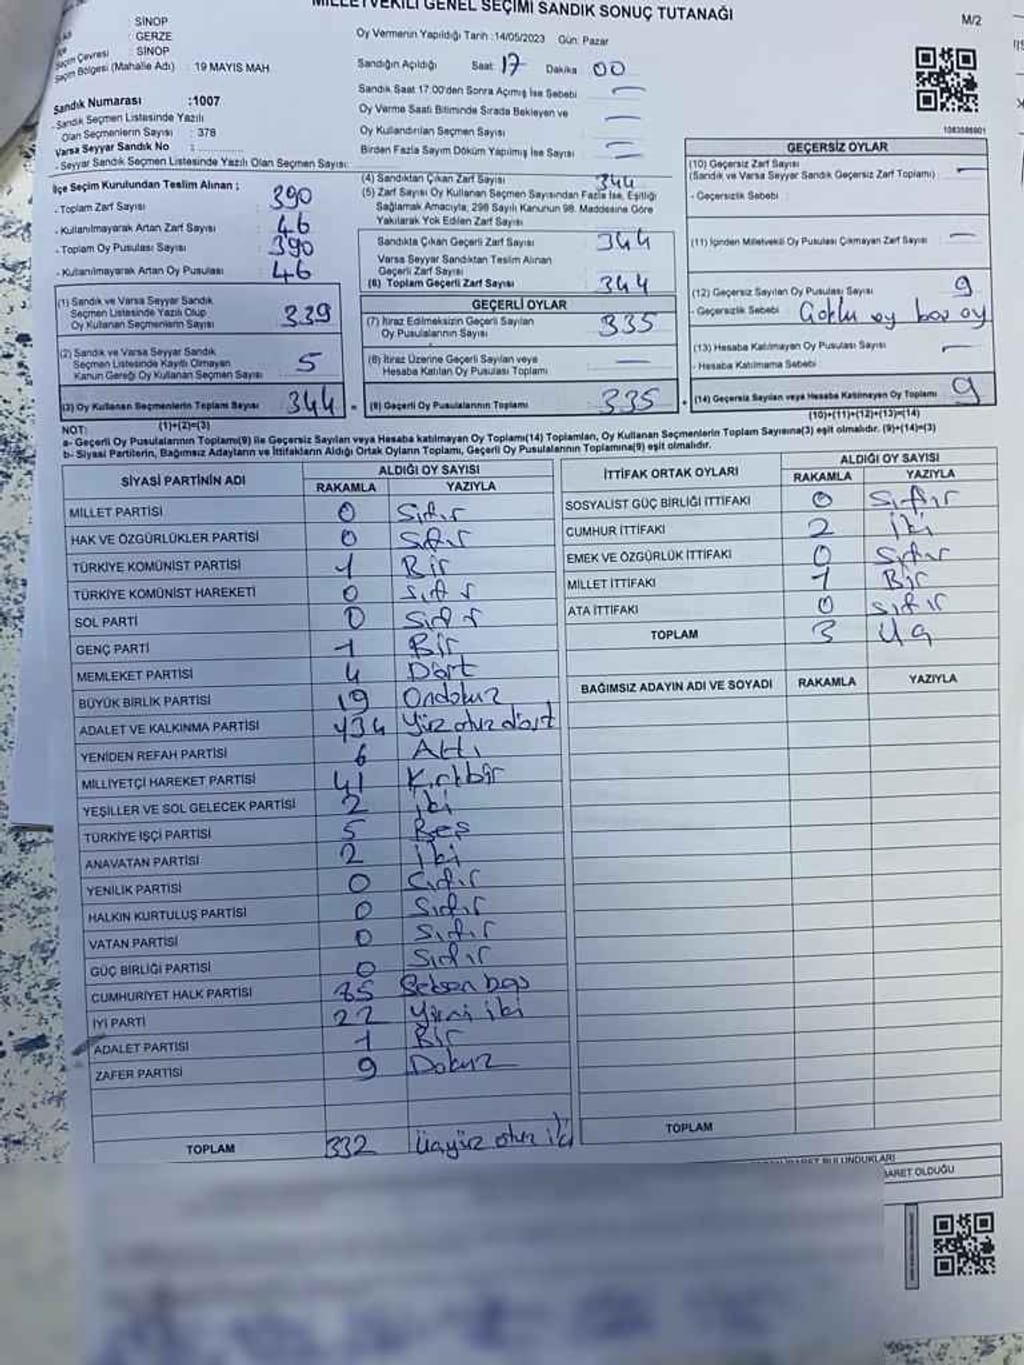 MİLLETVEKİLİ GENEL SEÇİMİ SANDIK SONUÇ TUTANAĞI
M/2
SİNOP
İlçe : GERZE
Seçim Çevresi : SİNOP
Seçim Bölgesi (Mahalle Adı) : 19 MAYIS MAH
Sandık Numarası :1007
- Sandık Seçmen Listesinde Yazılı
Olan Seçmenlerin Sayısı : 378
Varsa Seyyar Sandık No :
- Seyyar Sandık Seçmen Listesinde Yazılı Olan Seçmen Sayısı:
Oy Vermenin Yapıldığı Tarih :14/05/2023 Gün: Pazar
Sandığın Açıldığı Saat 17 Dakika 00
Sandık Saat 17:00'den Sonra Açımış İse Sebebi —
Oy Verme Saati Bitiminde Sırada Bekleyen ve
Oy Kullandırılan Seçmen Sayısı —
Birden Fazla Sayım Döküm Yapılmış İse Sayısı —
1083586901
İlçe Seçim Kurulundan Teslim Alınan ;
- Toplam Zarf Sayısı : 390
- Kullanılmayarak Artan Zarf Sayısı : 46
- Toplam Oy Pusulası Sayısı : 390
- Kullanılmayarak Artan Oy Pusulası : 46
(1) Sandık ve Varsa Seyyar Sandık
Seçmen Listesinde Yazılı Olup
Oy Kullanan Seçmenlerin Sayısı : 339
(2) Sandık ve Varsa Seyyar Sandık
Seçmen Listesinde Kayıtlı Olmayan
Kanun Gereği Oy Kullanan Seçmen Sayısı : 5
(3) Oy Kullanan Seçmenlerin Toplam Sayısı : 344 =
(1)+(2)=(3)
(4) Sandıktan Çıkan Zarf Sayısı : 344
(5) Zarf Sayısı Oy Kullanan Seçmen Sayısından Fazla İse, Eşitliği
Sağlamak Amacıyla, 298 Sayılı Kanunun 98. Maddesine Göre
Yakılarak Yok Edilen Zarf Sayısı
Sandıkta Çıkan Geçerli Zarf Sayısı : 344
Varsa Seyyar Sandıktan Teslim Alınan
Geçerli Zarf Sayısı
(6) Toplam Geçerli Zarf Sayısı : 344
GEÇERLİ OYLAR
(7) İtiraz Edilmeksizin Geçerli Sayılan
Oy Pusulalarının Sayısı : 335
(8) İtiraz Üzerine Geçerli Sayılan veya
Hesaba Katılan Oy Pusulası Toplamı : —
(9) Geçerli Oy Pusulalarının Toplamı : 335 +
GEÇERSİZ OYLAR
(10) Geçersiz Zarf Sayısı
(Sandık ve Varsa Seyyar Sandık Geçersiz Zarf Toplamı) : —
- Geçersizlik Sebebi :
(11) İçinden Milletvekili Oy Pusulası Çıkmayan Zarf Sayısı : —
(12) Geçersiz Sayılan Oy Pusulası Sayısı : 9
- Geçersizlik Sebebi : Çoklu oy boş oy
(13) Hesaba Katılmayan Oy Pusulası Sayısı : —
- Hesaba Katılmama Sebebi :
(14) Geçersiz Sayılan veya Hesaba Katılmayan Oy Toplamı : 9
(10)+(11)+(12)+(13)=(14)
NOT:
a- Geçerli Oy Pusulalarının Toplamı(9) ile Geçersiz Sayılan veya Hesaba katılmayan Oy Toplamı(14) Toplamları, Oy Kullanan Seçmenlerin Toplam Sayısına(3) eşit olmalıdır. (9)+(14)=(3)
b- Siyasi Partilerin, Bağımsız Adayların ve İttifakların Aldığı Ortak Oyların Toplamı, Geçerli Oy Pusulalarının Toplamına(9) eşit olmalıdır.
SİYASİ PARTİNİN ADI
ALDIĞI OY SAYISI
RAKAMLA YAZIYLA
MİLLET PARTİSİ 0 Sıfır
HAK VE ÖZGÜRLÜKLER PARTİSİ 0 Sıfır
TÜRKİYE KOMÜNİST PARTİSİ 1 Bir
TÜRKİYE KOMÜNİST HAREKETİ 0 Sıfır
SOL PARTİ 0 Sıfır
GENÇ PARTİ 1 Bir
MEMLEKET PARTİSİ 4 Dört
BÜYÜK BİRLİK PARTİSİ 19 Ondokuz
ADALET VE KALKINMA PARTİSİ 134 Yüz otuz dört
YENİDEN REFAH PARTİSİ 6 Altı
MİLLİYETÇİ HAREKET PARTİSİ 41 Kırkbir
YEŞİLLER VE SOL GELECEK PARTİSİ 2 iki
TÜRKİYE İŞÇİ PARTİSİ 5 Beş
ANAVATAN PARTİSİ 2 iki
YENİLİK PARTİSİ 0 Sıfır
HALKIN KURTULUŞ PARTİSİ 0 Sıfır
VATAN PARTİSİ 0 Sıfır
GÜÇ BİRLİĞİ PARTİSİ 0 Sıfır
CUMHURİYET HALK PARTİSİ 85 Seksen beş
İYİ PARTİ 22 Yirmi iki
ADALET PARTİSİ 1 Bir
ZAFER PARTİSİ 9 Dokuz
TOPLAM 332 Üçyüz otuz iki
İTTİFAK ORTAK OYLARI
ALDIĞI OY SAYISI
RAKAMLA YAZIYLA
SOSYALİST GÜÇ BİRLİĞİ İTTİFAKI 0 Sıfır
CUMHUR İTTİFAKI 2 iki
EMEK VE ÖZGÜRLÜK İTTİFAKI 0 Sıfır
MİLLET İTTİFAKI 1 Bir
ATA İTTİFAKI 0 sıfır
TOPLAM 3 Üç
BAĞIMSIZ ADAYIN ADI VE SOYADI RAKAMLA YAZIYLA
TOPLAM
BULUNDUKLARI
İBARET OLDUĞU